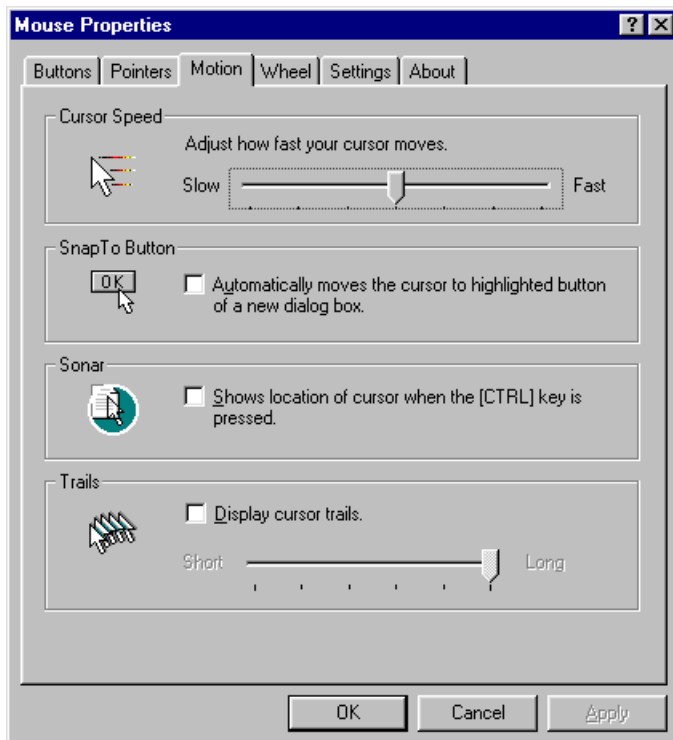 Mouse Properties
Buttons Pointers Motion Wheel Settings About
Cursor Speed
Adjust how fast your cursor moves.
Slow Fast
SnapTo Button
OK
Automatically moves the cursor to highlighted button
of a new dialog box.
Sonar
Shows location of cursor when the [CTRL] key is
pressed.
Trails
Display cursor trails.
Short Long
OK Cancel Apply